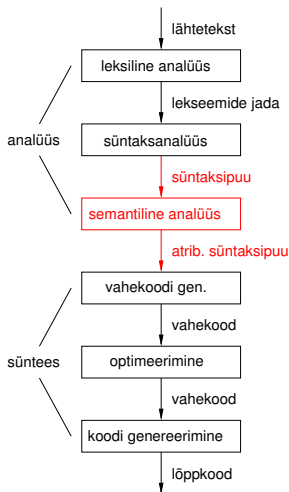 lähtetekst
leksiline analüüs
lekseemide jada
analüüs
süntaksanalüüs
süntaksipuu
semantiline analüüs
atrib. süntaksipuu
vahekoodi gen.
vahekood
süntees
optimeerimine
vahekood
koodi genereerimine
lõppkood